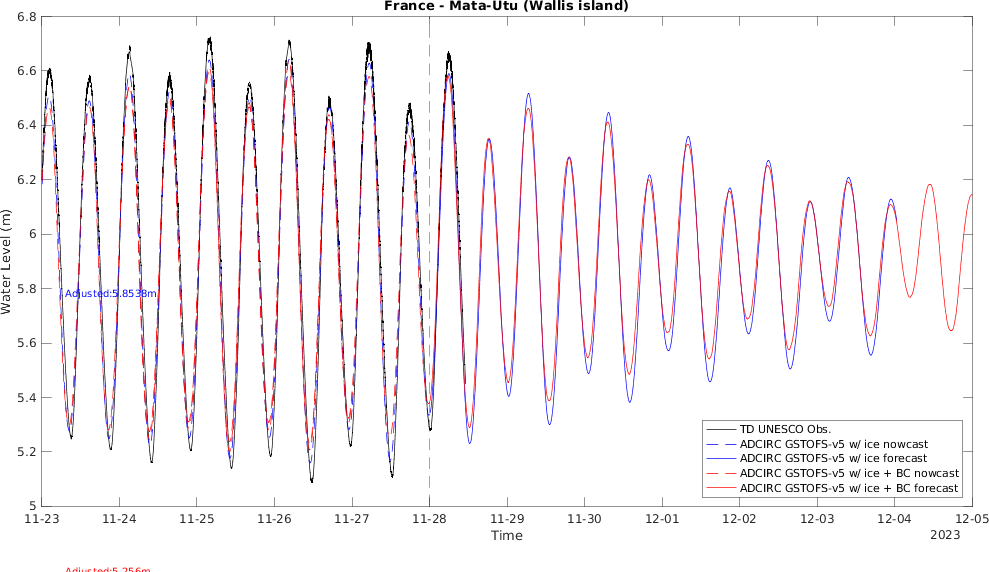 France - Mata-Utu (Wallis island)
6.8
6.6
6.4
6.2
6
5.8
5.6
5.4
5.2
5
Water Level (m)
Adjusted:5.8538m
TD UNESCO Obs.
ADCIRC GSTOFS-v5 w/ ice nowcast
ADCIRC GSTOFS-v5 w/ ice forecast
ADCIRC GSTOFS-v5 w/ ice + BC nowcast
ADCIRC GSTOFS-v5 w/ ice + BC forecast
11-23 11-24 11-25 11-26 11-27 11-28 11-29 11-30 12-01 12-02 12-03 12-04 12-05
Time
2023
Adjusted:5.256m